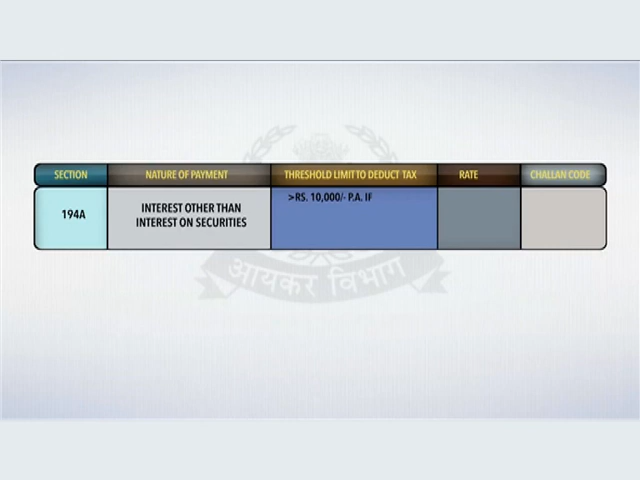 SECTION NATURE OF PAYMENT THRESHOLD LIMIT TO DEDUCT TAX RATE CHALLAN CODE
194A
INTEREST OTHER THAN
INTEREST ON SECURITIES
>RS. 10,000/- P.A. IF
आयकर विभाग